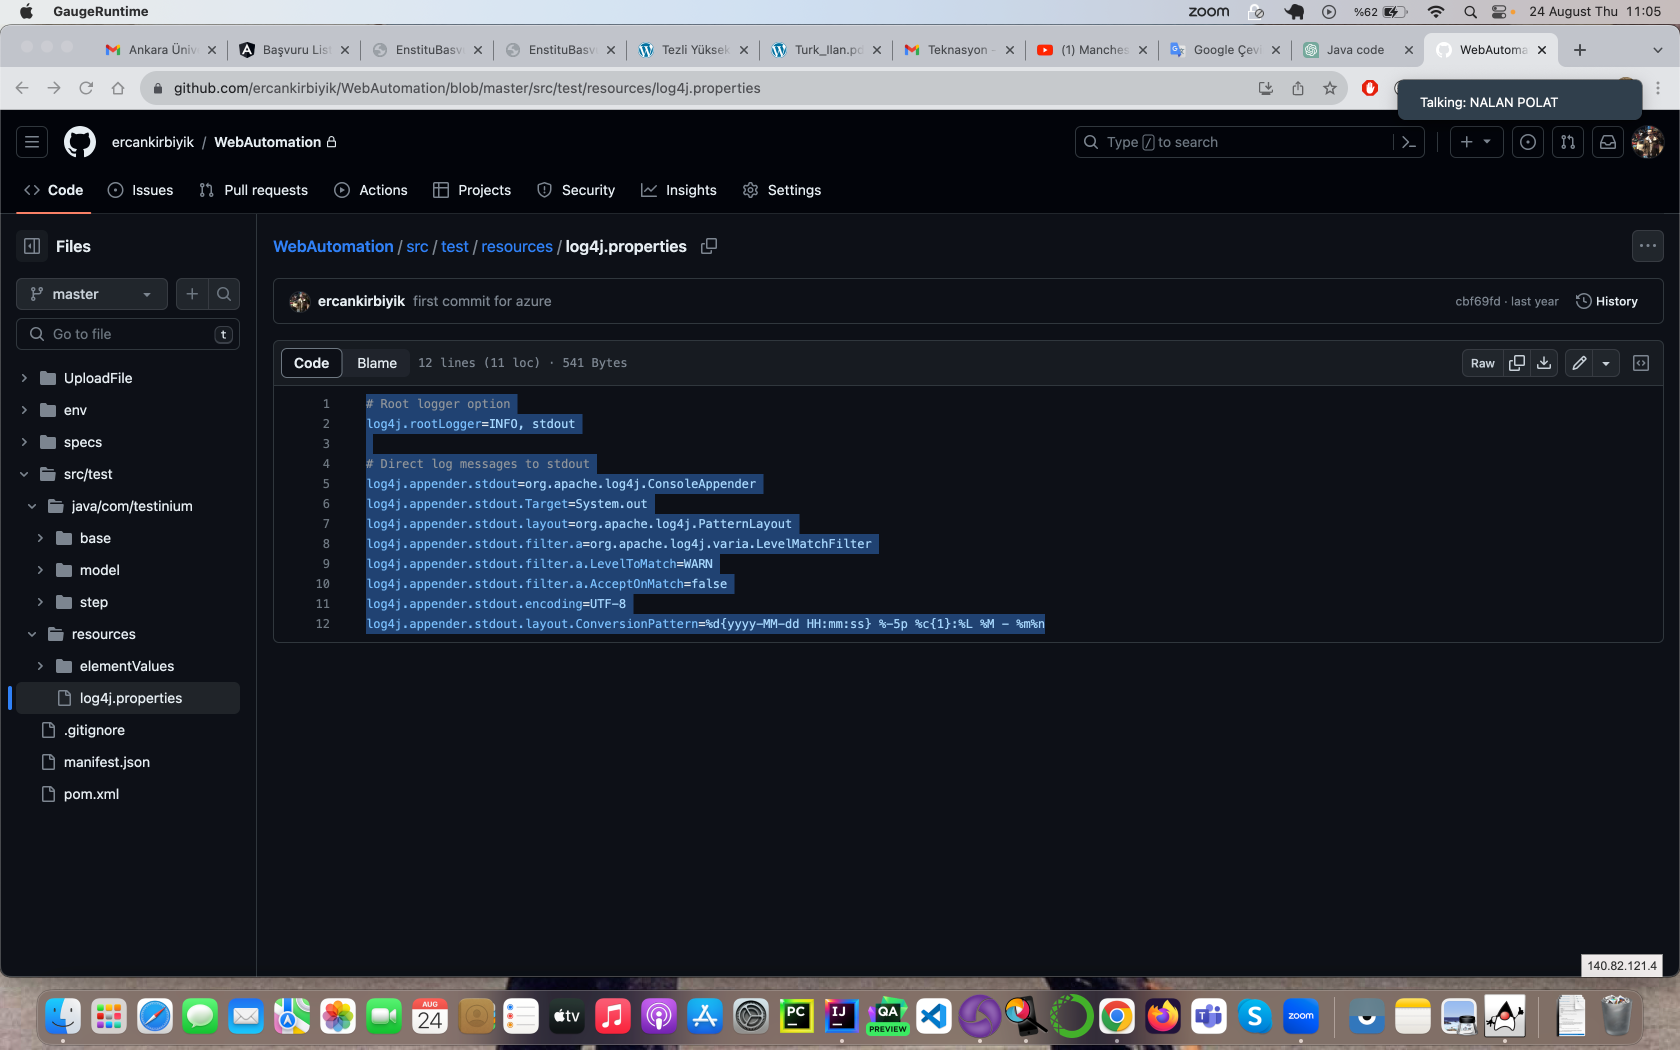 GaugeRuntime
zoom
%62
24 August Thu 11:05
Ankara Üniv
Başvuru List
EnstituBasv
EnstituBasv
Tezli Yüksek
Turk_Ilan.pd
Teknasyon -
(1) Manches
Google Çevi
Java code
WebAutoma
github.com/ercankirbiyik/WebAutomation/blob/master/src/test/resources/log4j.properties
Talking: NALAN POLAT
ercankirbiyik / WebAutomation
Type / to search
Code
Issues
Pull requests
Actions
Projects
Security
Insights
Settings
Files
master
Go to file
t
UploadFile
env
specs
src/test
java/com/testinium
base
model
step
resources
elementValues
log4j.properties
.gitignore
manifest.json
pom.xml
WebAutomation / src / test / resources / log4j.properties
ercankirbiyik first commit for azure
cbf69fd · last year
History
Code
Blame
12 lines (11 loc) · 541 Bytes
Raw
1 # Root logger option
2 log4j.rootLogger=INFO, stdout
3
4 # Direct log messages to stdout
5 log4j.appender.stdout=org.apache.log4j.ConsoleAppender
6 log4j.appender.stdout.Target=System.out
7 log4j.appender.stdout.layout=org.apache.log4j.PatternLayout
8 log4j.appender.stdout.filter.a=org.apache.log4j.varia.LevelMatchFilter
9 log4j.appender.stdout.filter.a.LevelToMatch=WARN
10 log4j.appender.stdout.filter.a.AcceptOnMatch=false
11 log4j.appender.stdout.encoding=UTF-8
12 log4j.appender.stdout.layout.ConversionPattern=%d{yyyy-MM-dd HH:mm:ss} %-5p %c{1}:%L %M - %m%n
140.82.121.4
AUG
24
tv
PC
IJ
QA
PREVIEW
S
zoom